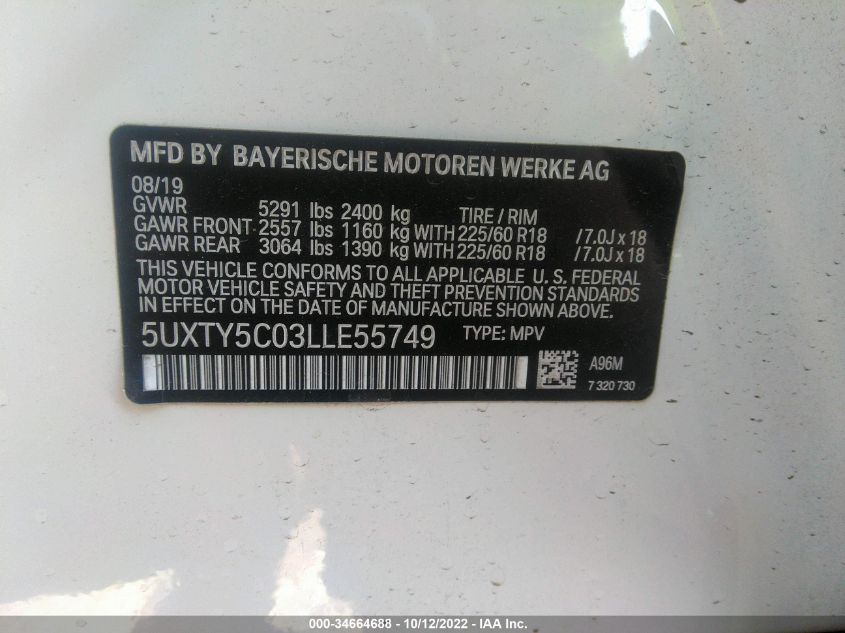 MFD BY BAYERISCHE MOTOREN WERKE AG
08/19
GVWR 5291 lbs 2400 kg TIRE / RIM
GAWR FRONT 2557 lbs 1160 kg WITH 225/60 R18 /7.0J x 18
GAWR REAR 3064 lbs 1390 kg WITH 225/60 R18 /7.0J x 18
THIS VEHICLE CONFORMS TO ALL APPLICABLE U. S. FEDERAL
MOTOR VEHICLE SAFETY AND THEFT PREVENTION STANDARDS
IN EFFECT ON THE DATE OF MANUFACTURE SHOWN ABOVE.
5UXTY5C03LLE55749 TYPE: MPV
A96M
7 320 730
000-34664688 - 10/12/2022 - IAA Inc.